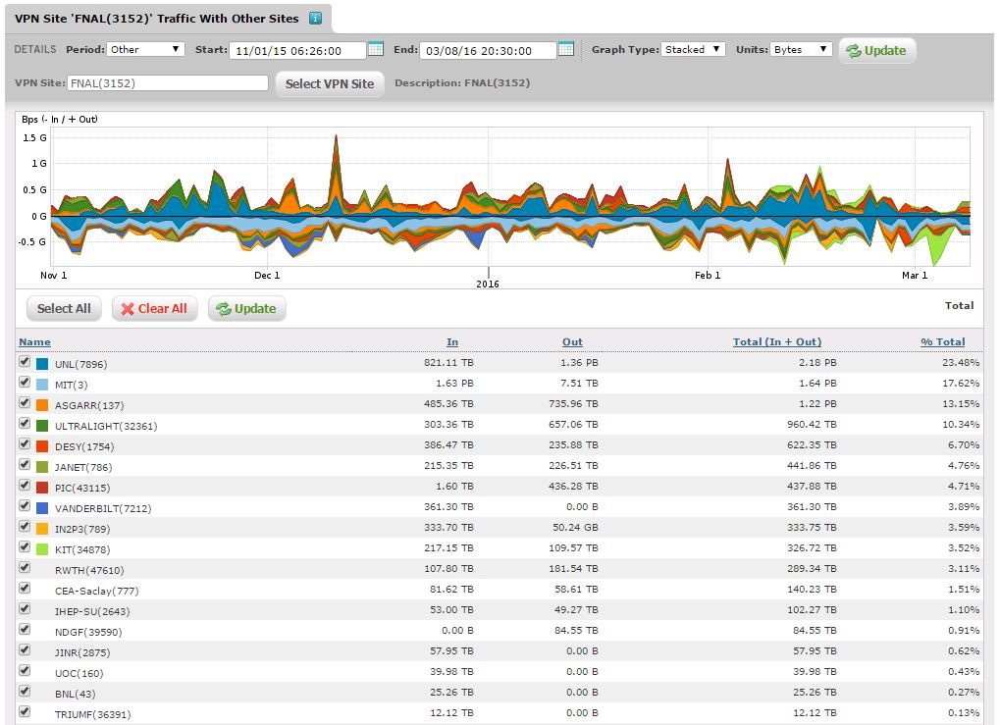 VPN Site 'FNAL(3152)' Traffic With Other Sites i
DETAILS Period: Other Start: 11/01/15 06:26:00 End: 03/08/16 20:30:00 Graph Type: Stacked Units: Bytes Update
VPN Site: FNAL(3152) Select VPN Site Description: FNAL(3152)
Bps (- In / + Out)
1.5 G
1 G
0.5 G
0 G
-0.5 G
Nov 1 Dec 1 2016 Feb 1 Mar 1
Select All Clear All Update Total
Name In Out Total (In + Out) % Total
UNL(7896) 821.11 TB 1.36 PB 2.18 PB 23.48%
MIT(3) 1.63 PB 7.51 TB 1.64 PB 17.62%
ASGARR(137) 485.36 TB 735.96 TB 1.22 PB 13.15%
ULTRALIGHT(32361) 303.36 TB 657.06 TB 960.42 TB 10.34%
DESY(1754) 386.47 TB 235.88 TB 622.35 TB 6.70%
JANET(786) 215.35 TB 226.51 TB 441.86 TB 4.76%
PIC(43115) 1.60 TB 436.28 TB 437.88 TB 4.71%
VANDERBILT(7212) 361.30 TB 0.00 B 361.30 TB 3.89%
IN2P3(789) 333.70 TB 50.24 GB 333.75 TB 3.59%
KIT(34878) 217.15 TB 109.57 TB 326.72 TB 3.52%
RWTH(47610) 107.80 TB 181.54 TB 289.34 TB 3.11%
CEA-Saclay(777) 81.62 TB 58.61 TB 140.23 TB 1.51%
IHEP-SU(2643) 53.00 TB 49.27 TB 102.27 TB 1.10%
NDGF(39590) 0.00 B 84.55 TB 84.55 TB 0.91%
JINR(2875) 57.95 TB 0.00 B 57.95 TB 0.62%
UOC(160) 39.98 TB 0.00 B 39.98 TB 0.43%
BNL(43) 25.26 TB 0.00 B 25.26 TB 0.27%
TRIUMF(36391) 12.12 TB 0.00 B 12.12 TB 0.13%